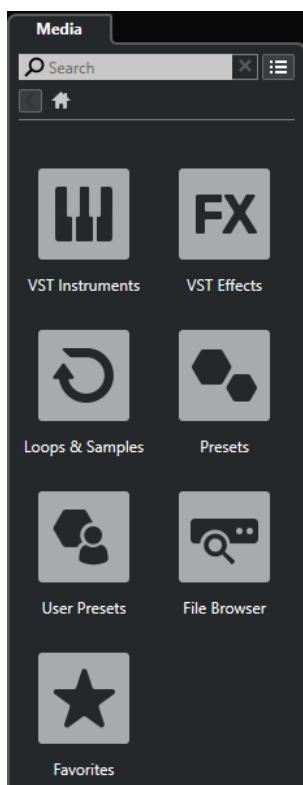 Media
Search
VST Instruments
FX
VST Effects
Loops & Samples
Presets
User Presets
File Browser
Favorites